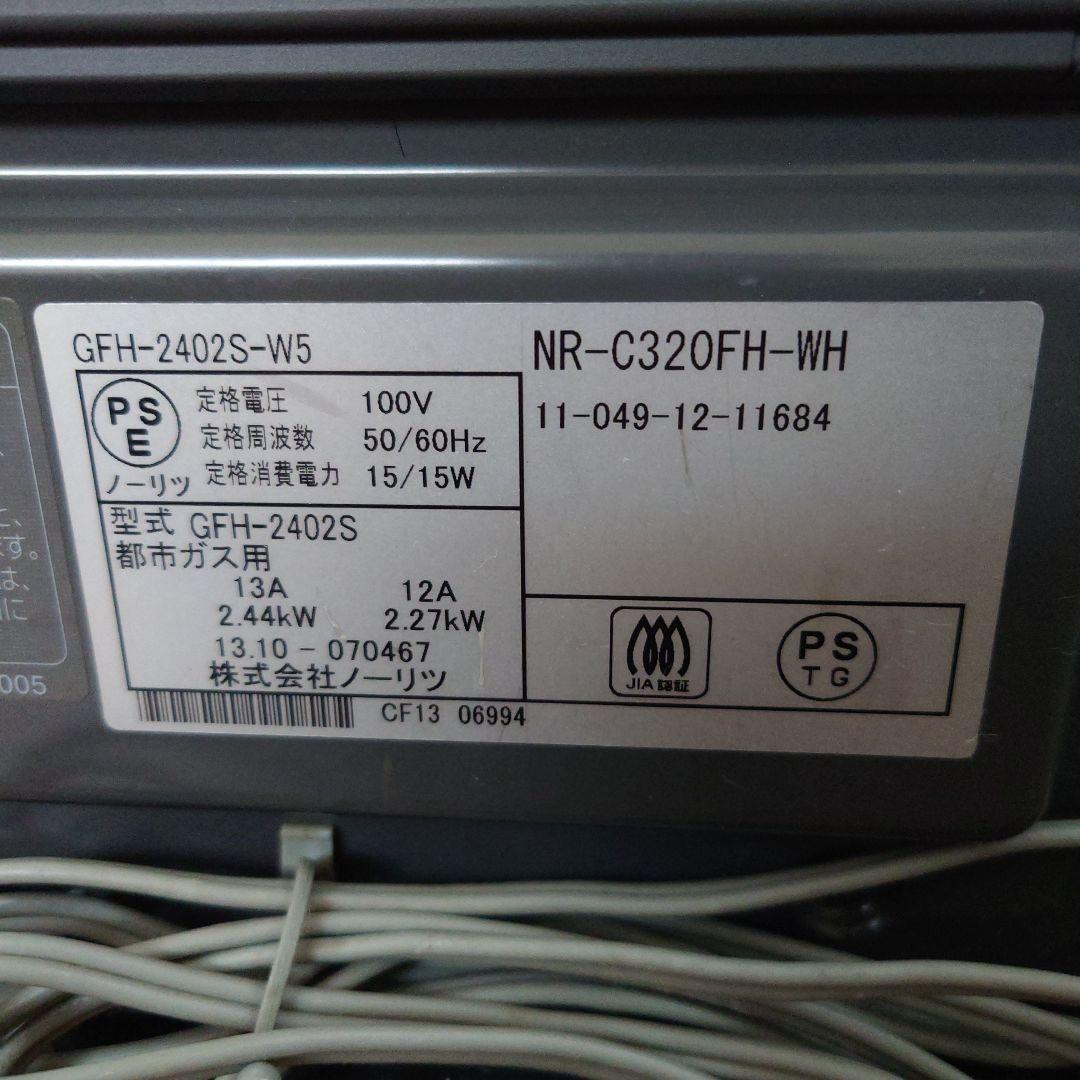 GFH-2402S-W5
PS
E
ノーリツ
定格電圧 100V
定格周波数 50/60Hz
定格消費電力 15/15W
型式 GFH-2402S
都市ガス用
13A 12A
2.44kW 2.27kW
13.10 - 070467
株式会社ノーリツ
CF13 06994
NR-C320FH-WH
11-049-12-11684
JIA 認証
PS
TG
す。
は、
に
005